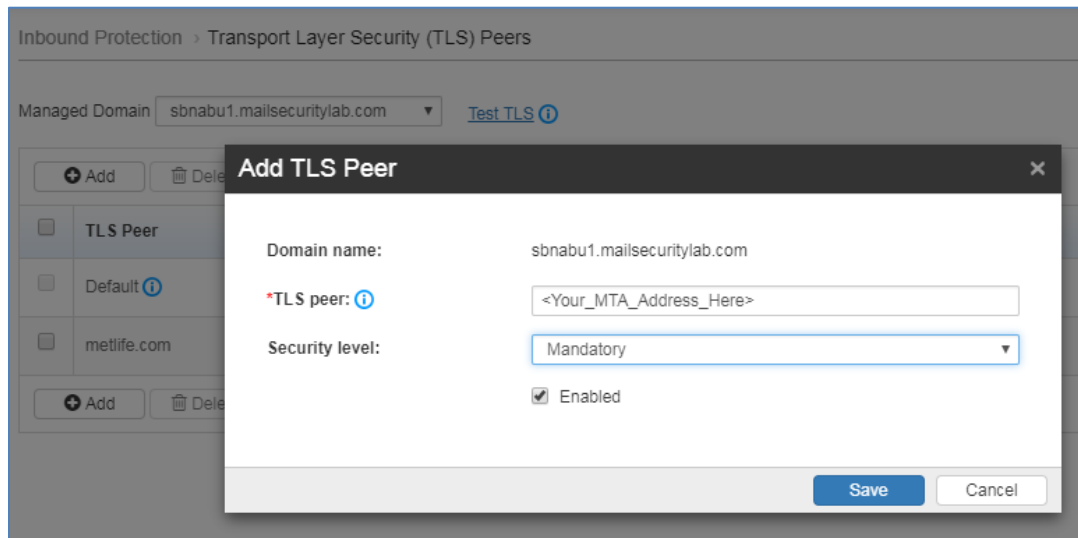 Inbound Protection › Transport Layer Security (TLS) Peers
Managed Domain sbnabu1.mailsecuritylab.com Test TLS
Add Dele
Add TLS Peer
TLS Peer
Domain name: sbnabu1.mailsecuritylab.com
Default
*TLS peer: <Your_MTA_Address_Here>
metlife.com
Security level: Mandatory
Enabled
Add Dele
Save Cancel